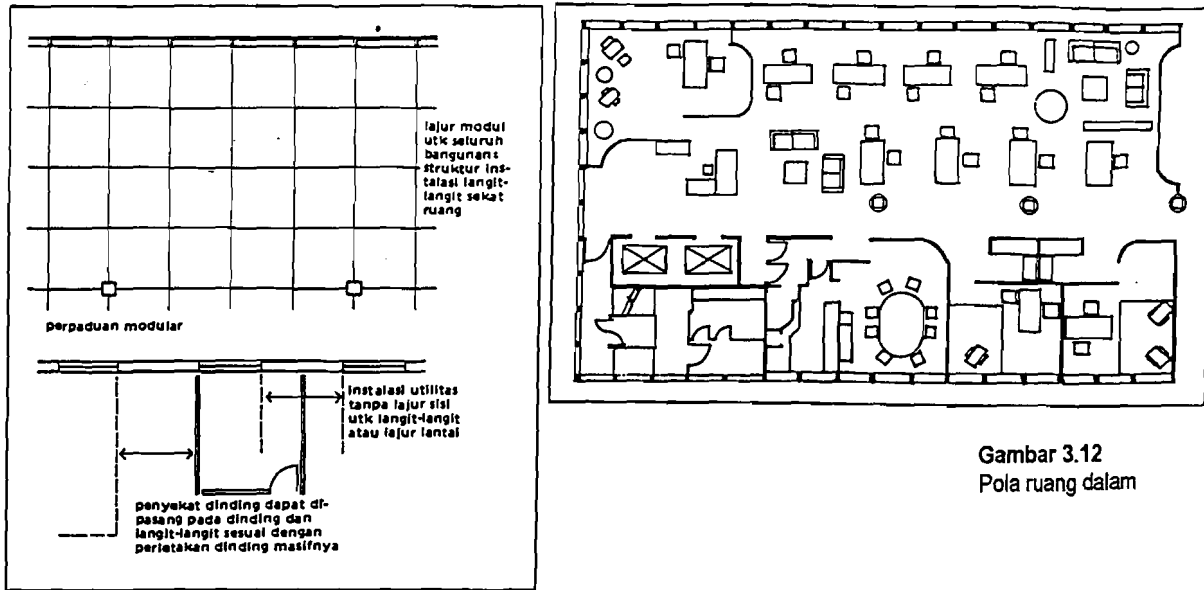 lajur modul
utk seluruh
bangunan:
struktur ins-
talasi langit-
langit sekat
ruang
perpaduan modular
instalasi utilitas
tanpa lajur sisi
utk langit-langit
atau lajur lantai
penyekat dinding dapat di-
pasang pada dinding dan
langit-langit sesuai dengan
perletakan dinding masifnya
Gambar 3.12
Pola ruang dalam